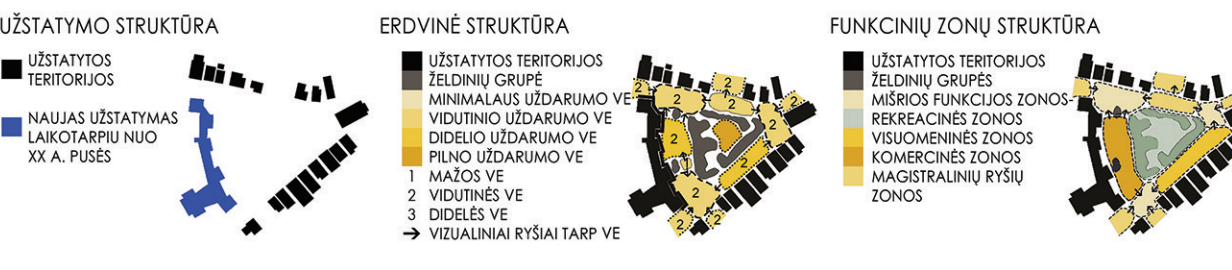 UŽSTATYMO STRUKTŪRA
UŽSTATYTOS
TERITORIJOS
NAUJAS UŽSTATYMAS
LAIKOTARPIU NUO
XX A. PUSĖS
ERDVINĖ STRUKTŪRA
UŽSTATYTOS TERITORIJOS
ŽELDINIŲ GRUPĖ
MINIMALAUS UŽDARUMO VE
VIDUTINIO UŽDARUMO VE
DIDELIO UŽDARUMO VE
PILNO UŽDARUMO VE
1 MAŽOS VE
2 VIDUTINĖS VE
3 DIDELĖS VE
→ VIZUALINIAI RYŠIAI TARP VE
2
2
2
2
2
2
2
2
2
2
2
FUNKCINIŲ ZONŲ STRUKTŪRA
UŽSTATYTOS TERITORIJOS
ŽELDINIŲ GRUPĖS
MIŠRIOS FUNKCIJOS ZONOS
REKREACINĖS ZONOS
VISUOMENINĖS ZONOS
KOMERCINĖS ZONOS
MAGISTRALINIŲ RYŠIŲ
ZONOS